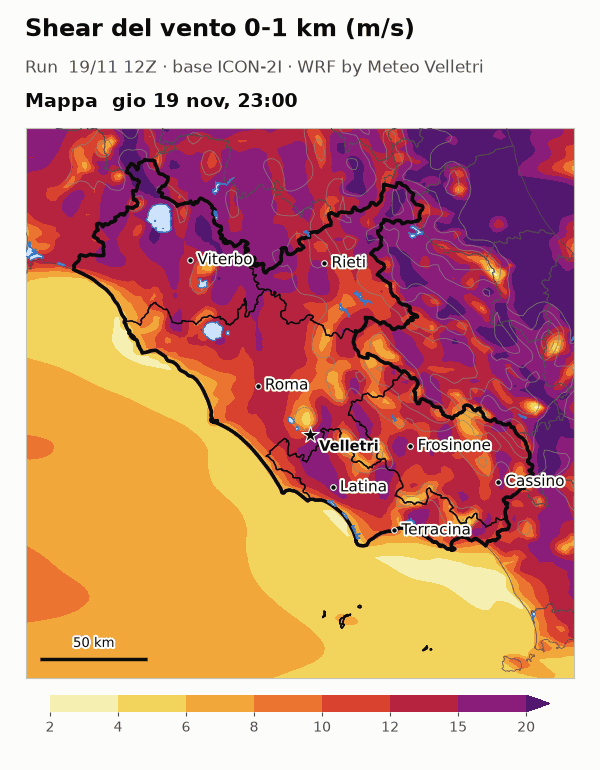 Shear del vento 0-1 km (m/s)
Run  19/11 12Z · base ICON-2I · WRF by Meteo Velletri
Mappa  gio 19 nov, 23:00
Viterbo
Rieti
Roma
Velletri
Frosinone
Latina
Cassino
Terracina
50 km
2 4 6 8 10 12 15 20